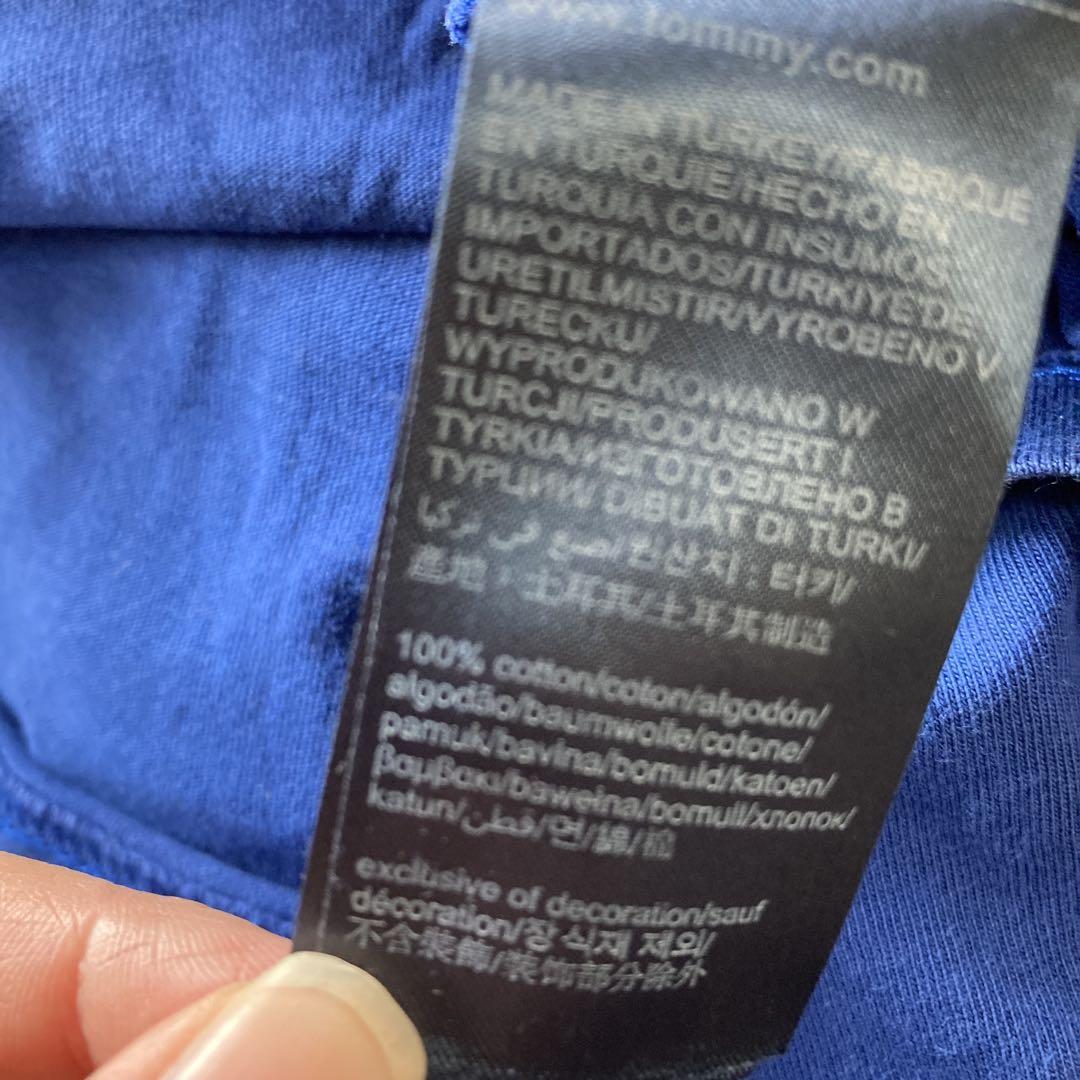 www.tommy.com
MADE IN TURKEY/FABRIQUÉ
EN TURQUIE/HECHO EN
TURQUIA CON INSUMOS
IMPORTADOS/TURKIYE'DE
URETILMISTIR/VYROBENO V
TURECKU/
WYPRODUKOWANO W
TURCJI/PRODUSERT I
TYRKIA/ИЗГОТОВЛЕНО В
ТУРЦИИ/ DIBUAT DI TURKI/
صنع في تركيا/원산지 : 터키/
產地 : 土耳其/土耳其制造
100% cotton/coton/algodón/
algodão/baumwolle/cotone/
pamuk/bavlna/bomuld/katoen/
βαμβακι/bawełna/bomull/хлопок/
katun/قطن/면/綿/棉
exclusive of decoration/sauf
décoration/장식재 제외/
不含裝飾/装饰部分除外